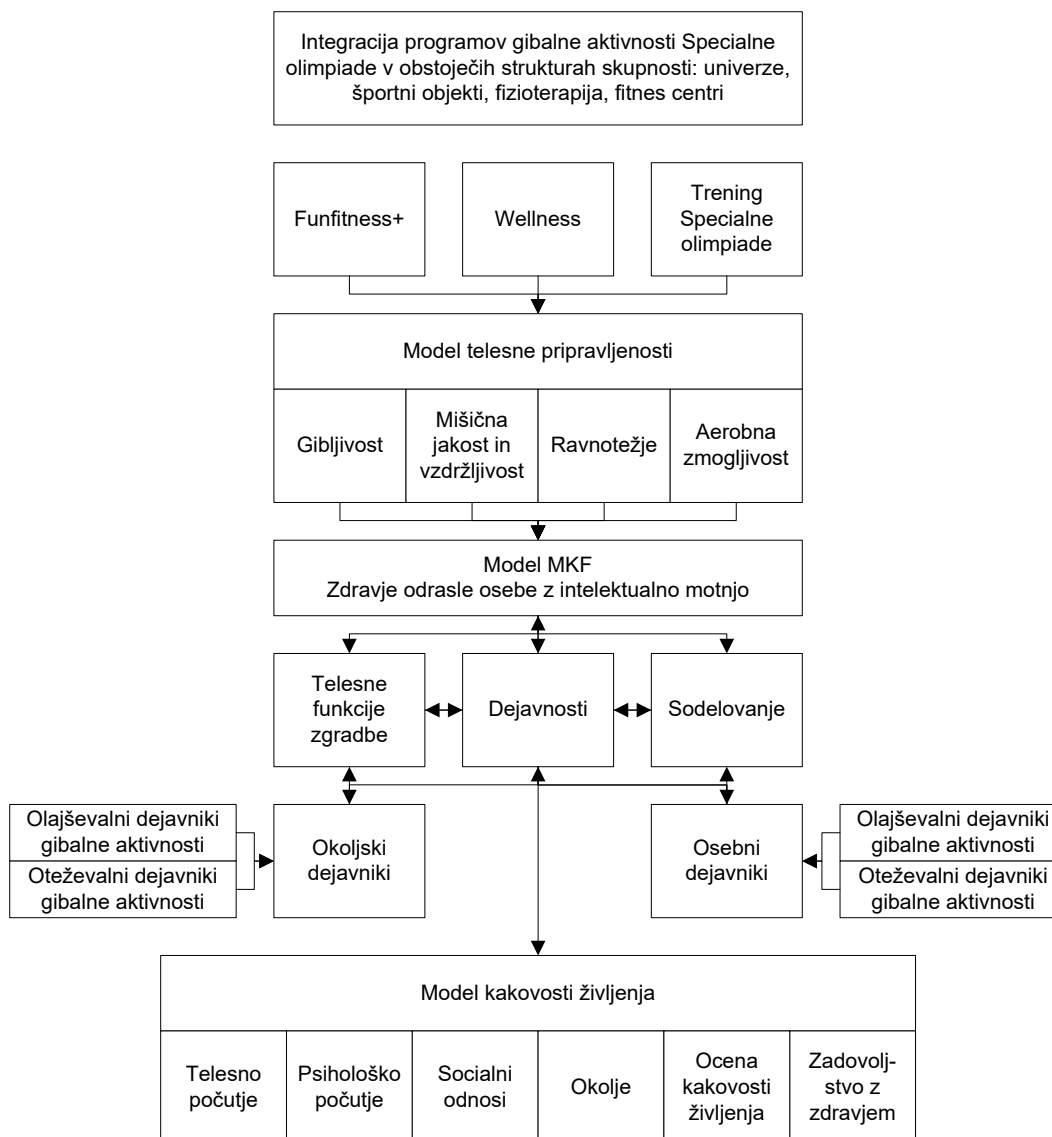 Integracija programov gibalne aktivnosti Specialne
olimpiade v obstoječih strukturah skupnosti: univerze,
športni objekti, fizioterapija, fitnes centri
Funfitness+
Wellness
Trening
Specialne
olimpiade
Model telesne pripravljenosti
Gibljivost
Mišična
jakost in
vzdržljivost
Ravnotežje
Aerobna
zmogljivost
Model MKF
Zdravje odrasle osebe z intelektualno motnjo
Telesne
funkcije
zgradbe
Dejavnosti
Sodelovanje
Olajševalni dejavniki
gibalne aktivnosti
Oteževalni dejavniki
gibalne aktivnosti
Okoljski
dejavniki
Osebni
dejavniki
Olajševalni dejavniki
gibalne aktivnosti
Oteževalni dejavniki
gibalne aktivnosti
Model kakovosti življenja
Telesno
počutje
Psihološko
počutje
Socialni
odnosi
Okolje
Ocena
kakovosti
življenja
Zadovolj-
stvo z
zdravjem